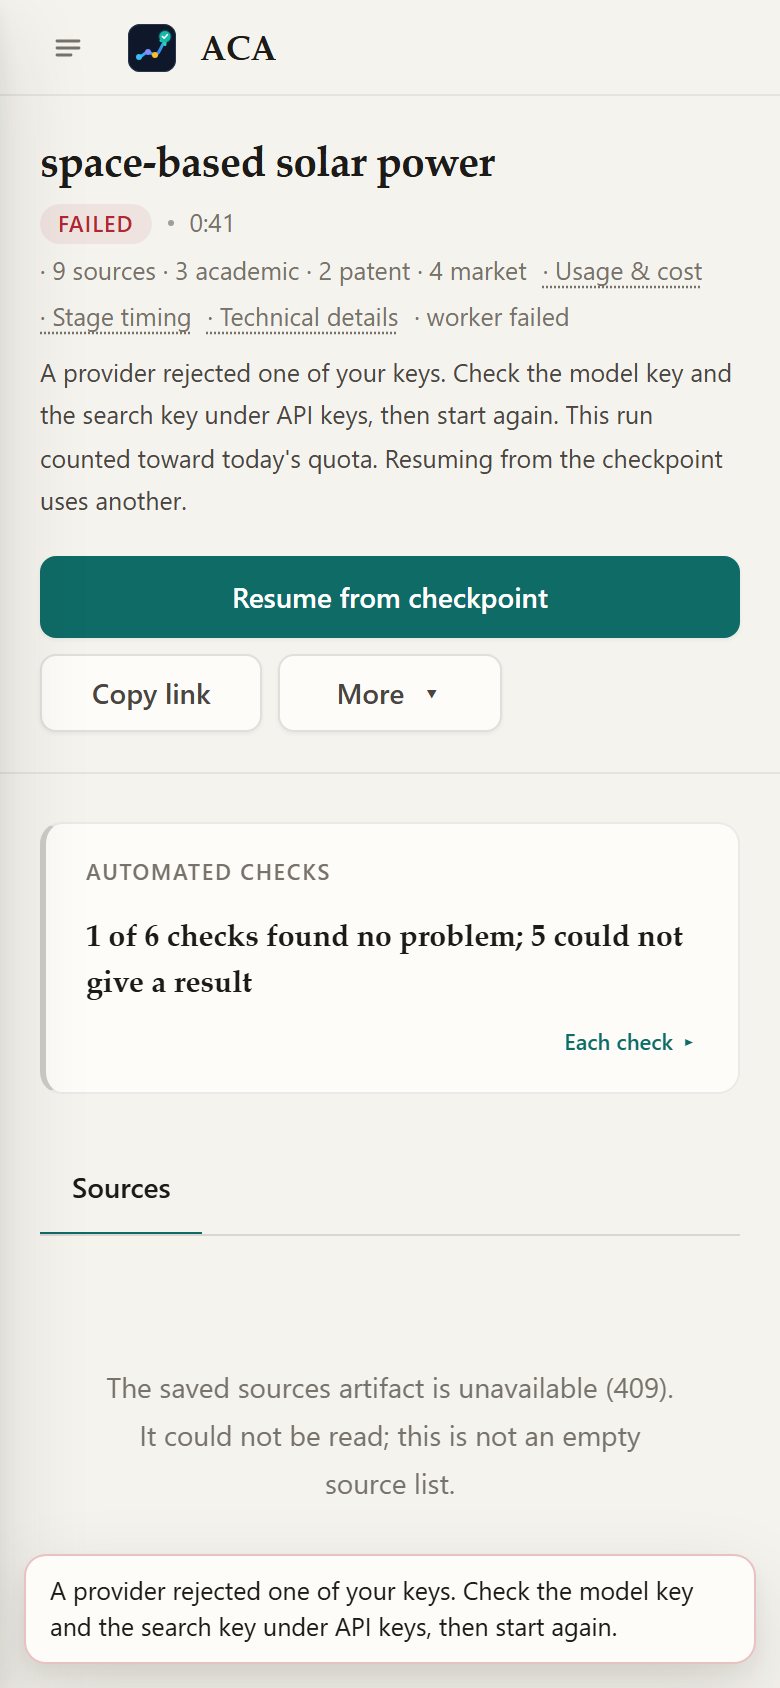 ACA
space-based solar power
FAILED • 0:41
· 9 sources · 3 academic · 2 patent · 4 market · Usage & cost
· Stage timing · Technical details · worker failed
A provider rejected one of your keys. Check the model key and
the search key under API keys, then start again. This run
counted toward today's quota. Resuming from the checkpoint
uses another.
Resume from checkpoint
Copy link More ▼
AUTOMATED CHECKS
1 of 6 checks found no problem; 5 could not
give a result
Each check ►
Sources
The saved sources artifact is unavailable (409).
It could not be read; this is not an empty
source list.
A provider rejected one of your keys. Check the model key
and the search key under API keys, then start again.